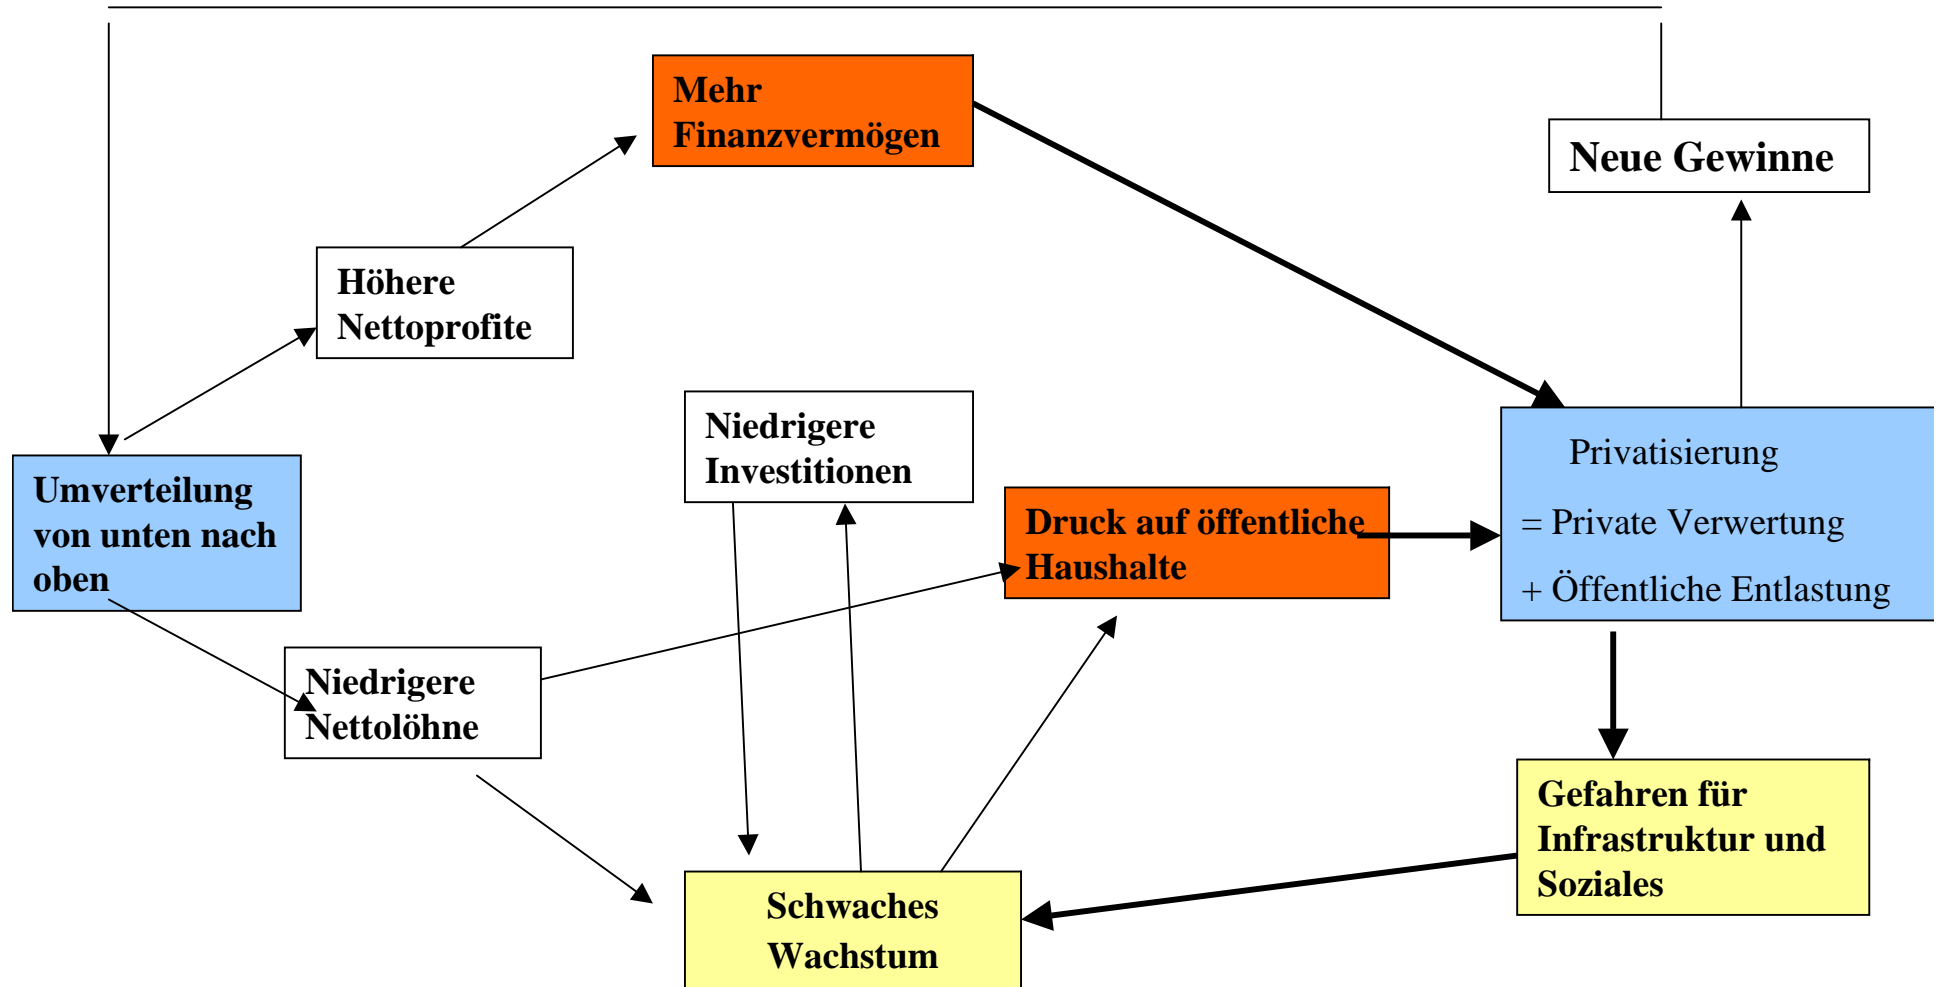 Mehr
Finanzvermögen
Neue Gewinne
Höhere
Nettoprofite
Niedrigere
Investitionen
Privatisierung
= Private Verwertung
+ Öffentliche Entlastung
Umverteilung
von unten nach
oben
Druck auf öffentliche
Haushalte
Niedrigere
Nettolöhne
Gefahren für
Infrastruktur und
Soziales
Schwaches
Wachstum